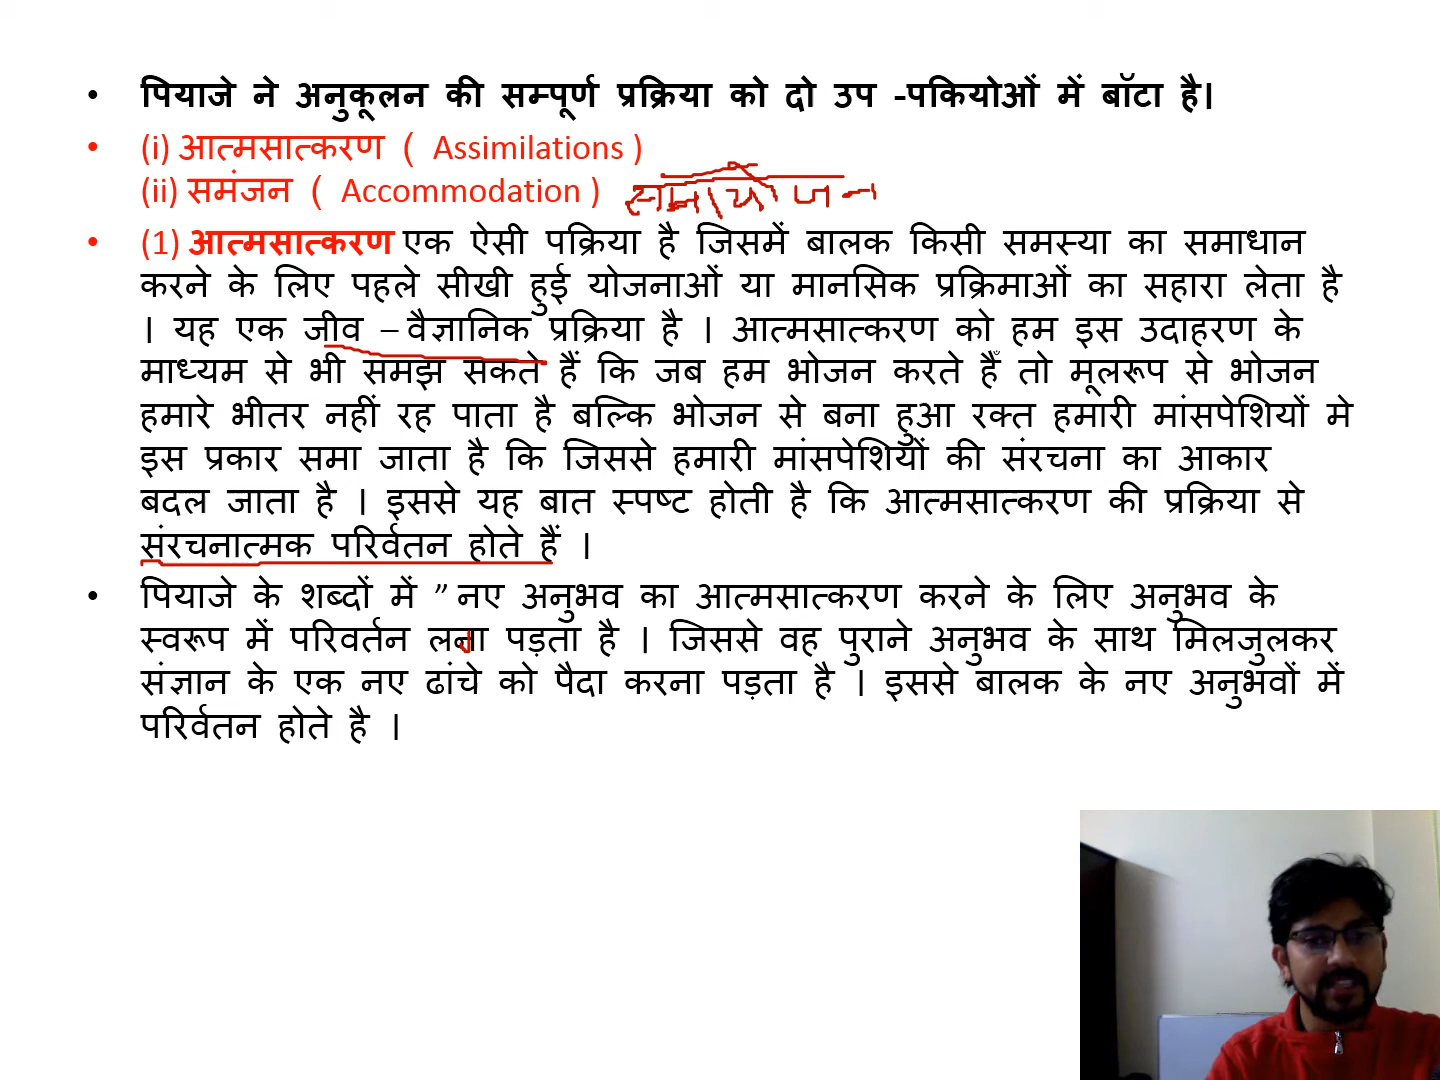 • पियाजे ने अनुकूलन की सम्पूर्ण प्रक्रिया को दो उप -पकियोओं में बॉटा है।
• (i) आत्मसात्करण ( Assimilations )
(ii) समंजन ( Accommodation ) समायोजन
• (1) आत्मसात्करण एक ऐसी पक्रिया है जिसमें बालक किसी समस्या का समाधान
करने के लिए पहले सीखी हुई योजनाओं या मानसिक प्रक्रिमाओं का सहारा लेता है
। यह एक जीव – वैज्ञानिक प्रक्रिया है । आत्मसात्करण को हम इस उदाहरण के
माध्यम से भी समझ सकते हैं कि जब हम भोजन करते हैँ तो मूलरूप से भोजन
हमारे भीतर नहीं रह पाता है बल्कि भोजन से बना हुआ रक्त हमारी मांसपेशियों मे
इस प्रकार समा जाता है कि जिससे हमारी मांसपेशियों की संरचना का आकार
बदल जाता है । इससे यह बात स्पष्ट होती है कि आत्मसात्करण की प्रक्रिया से
संरचनात्मक परिर्वतन होते हैं ।
• पियाजे के शब्दों में ” नए अनुभव का आत्मसात्करण करने के लिए अनुभव के
स्वरूप में परिवर्तन लना पड़ता है । जिससे वह पुराने अनुभव के साथ मिलजुलकर
संज्ञान के एक नए ढांचे को पैदा करना पड़ता है । इससे बालक के नए अनुभवों में
परिर्वतन होते है ।